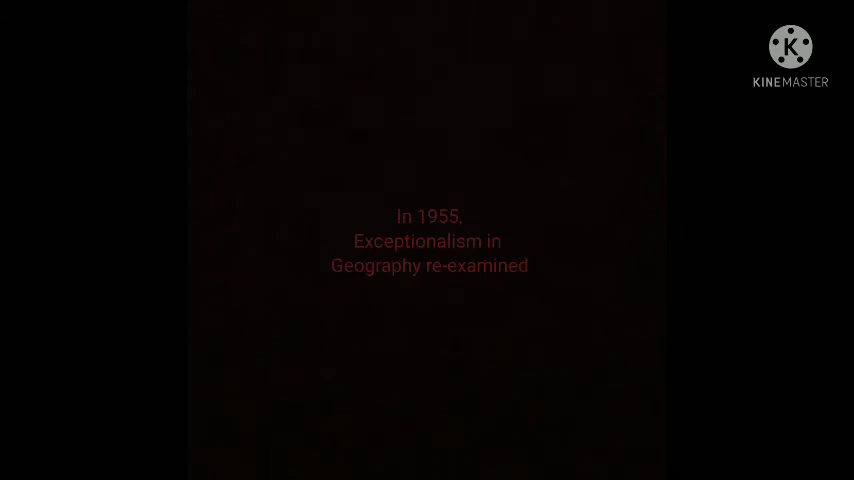 K
KINEMASTER
In 1955,
Exceptionalism in
Geography re-examined